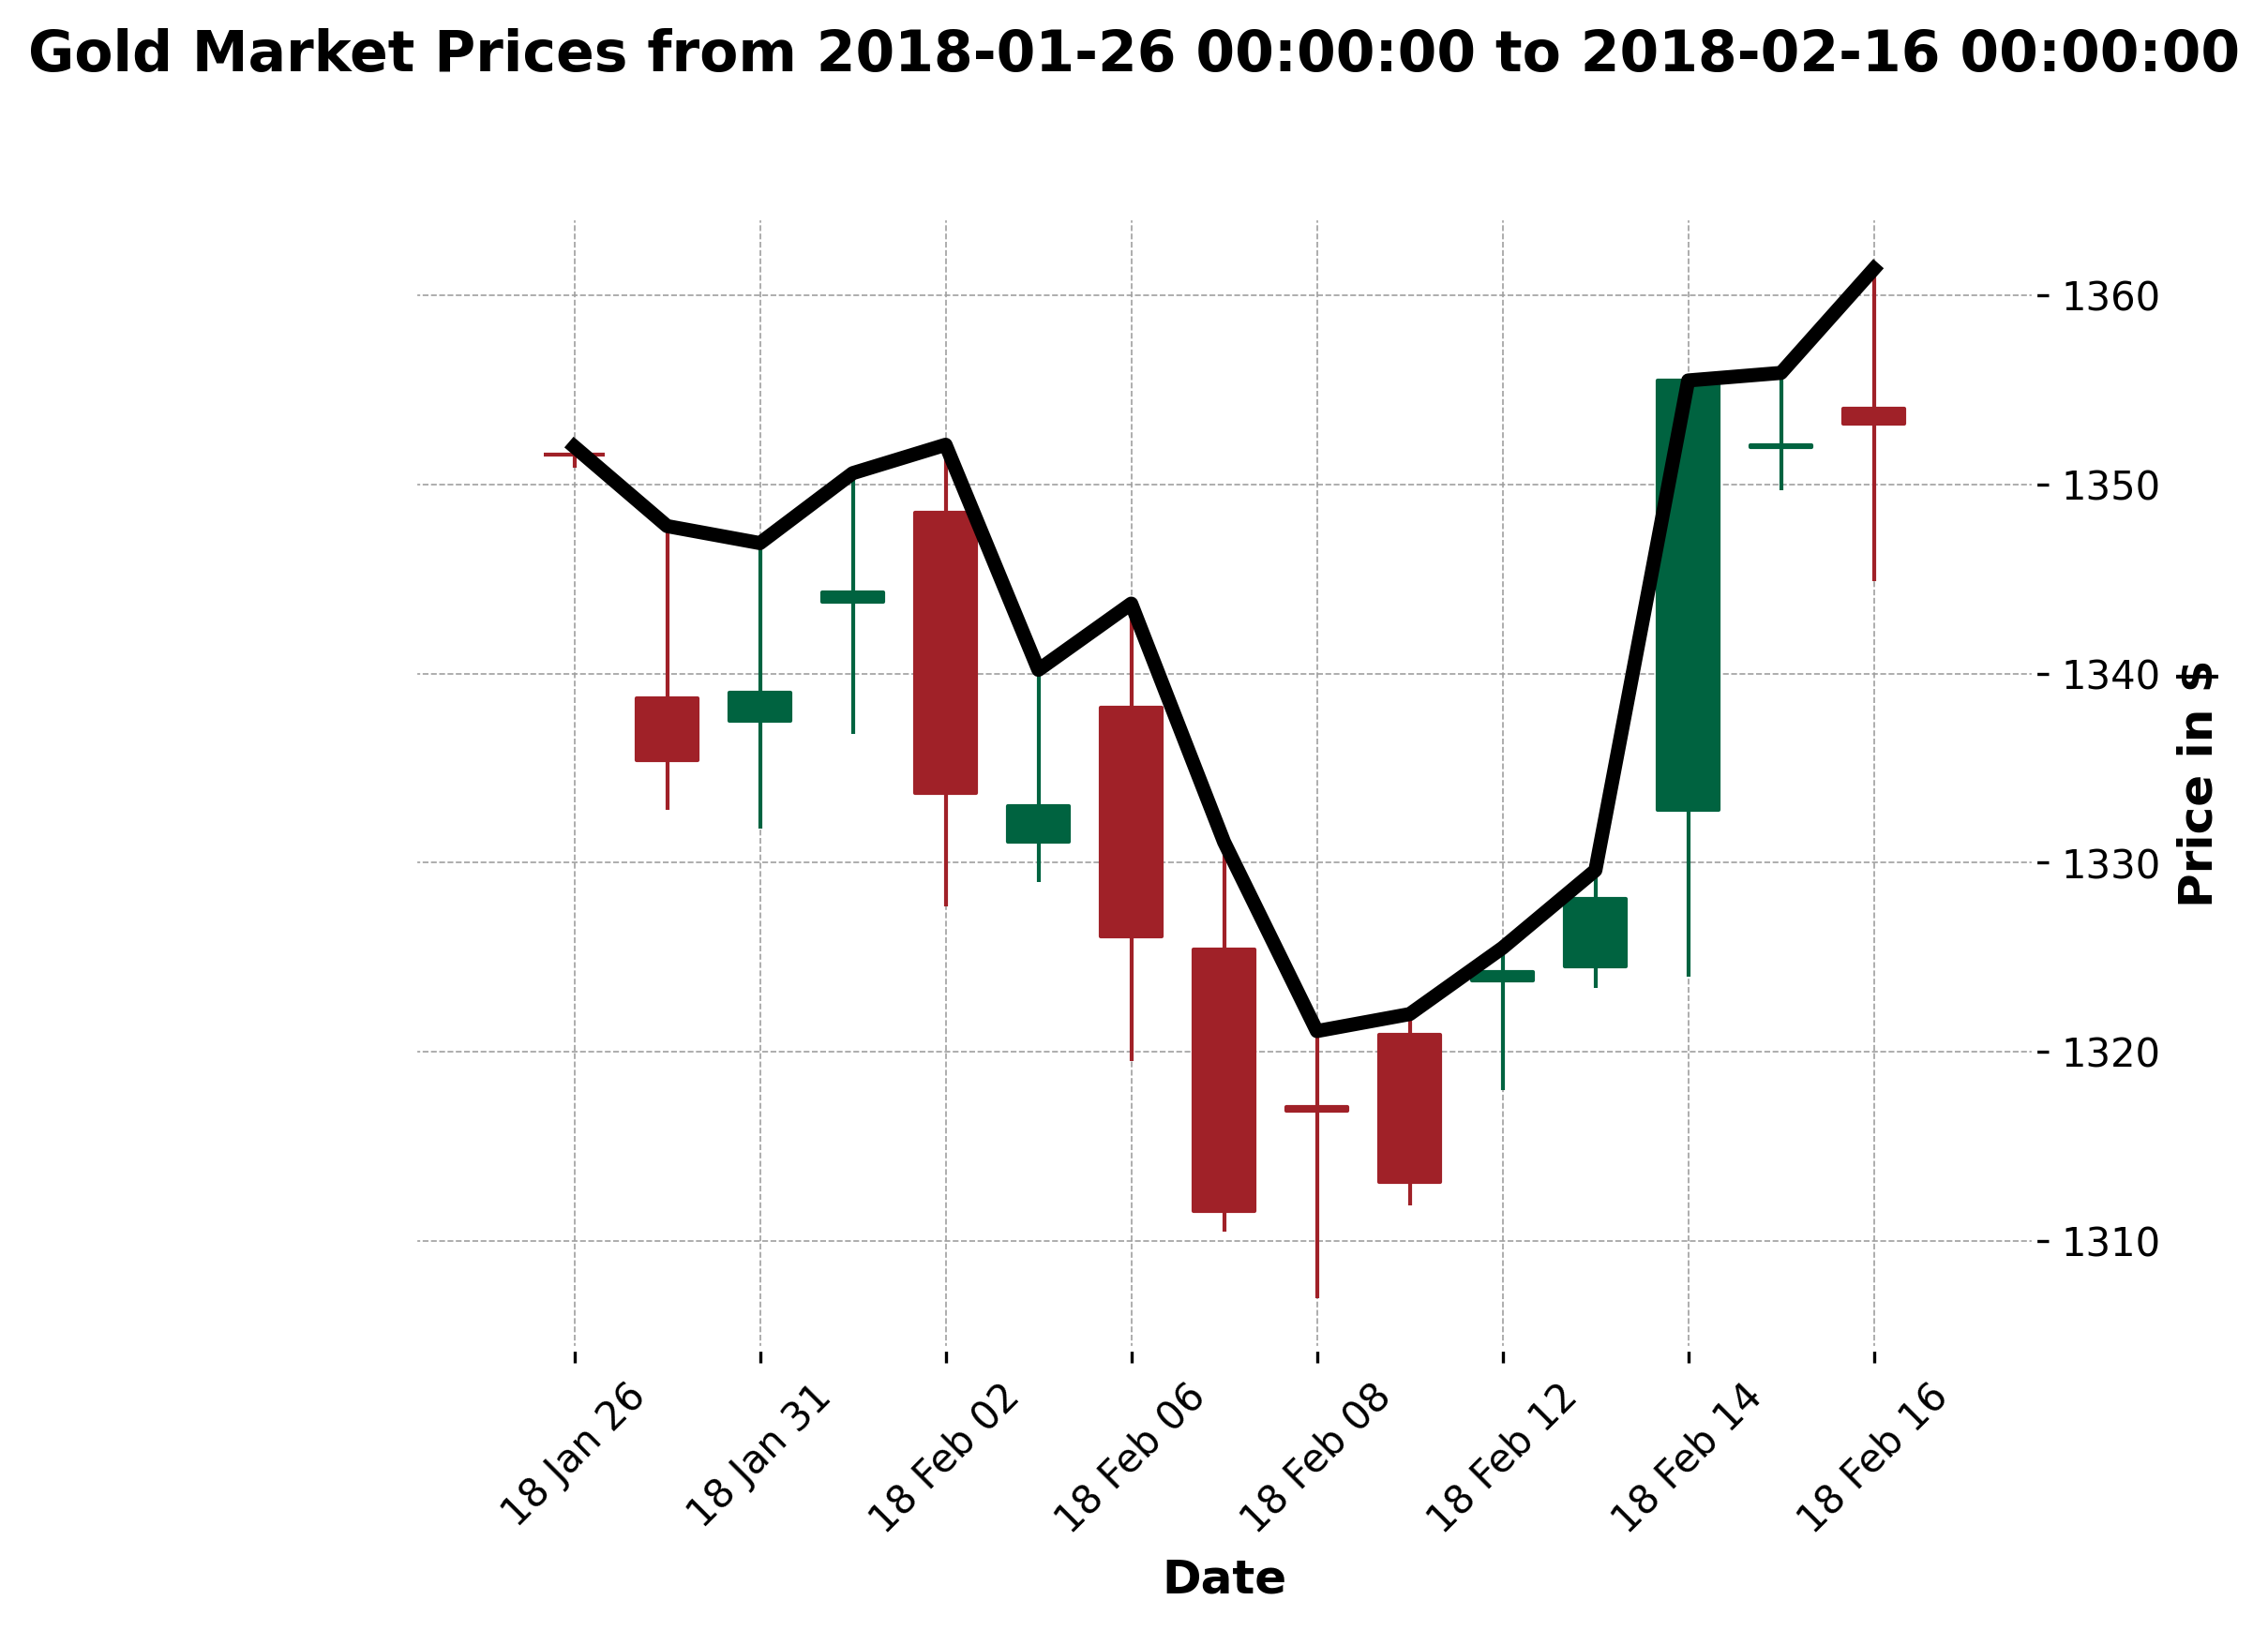 Gold Market Prices from 2018-01-26 00:00:00 to 2018-02-16 00:00:00
1360
1350
1340
1330
1320
1310
Price in $
18 Jan 26
18 Jan 31
18 Feb 02
18 Feb 06
18 Feb 08
18 Feb 12
18 Feb 14
18 Feb 16
Date